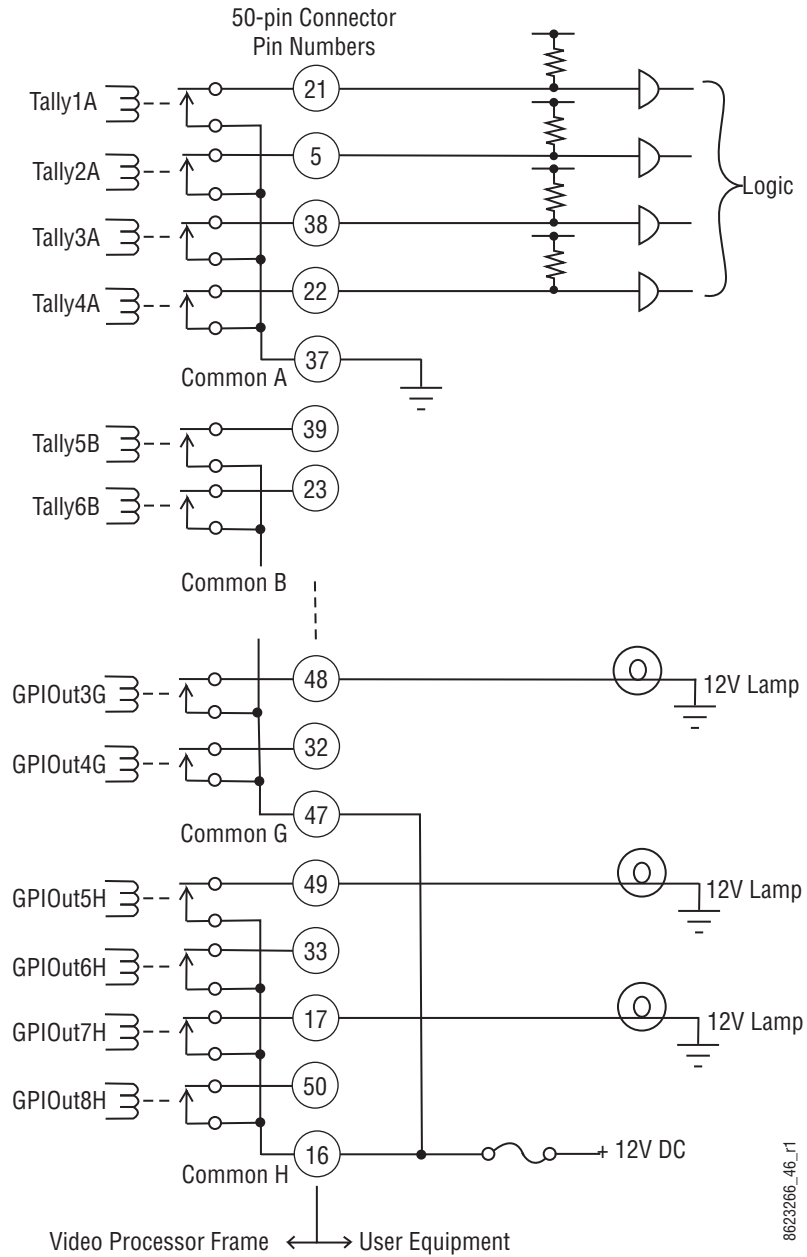 50-pin Connector
Pin Numbers
Tally1A
21
Tally2A
5
Logic
Tally3A
38
Tally4A
22
37
Common A
Tally5B
39
Tally6B
23
Common B
GPIOut3G
48
12V Lamp
GPIOut4G
32
47
Common G
GPIOut5H
49
12V Lamp
GPIOut6H
33
GPIOut7H
17
12V Lamp
GPIOut8H
50
16
+ 12V DC
Common H
Video Processor Frame
User Equipment
8623266_46_r1